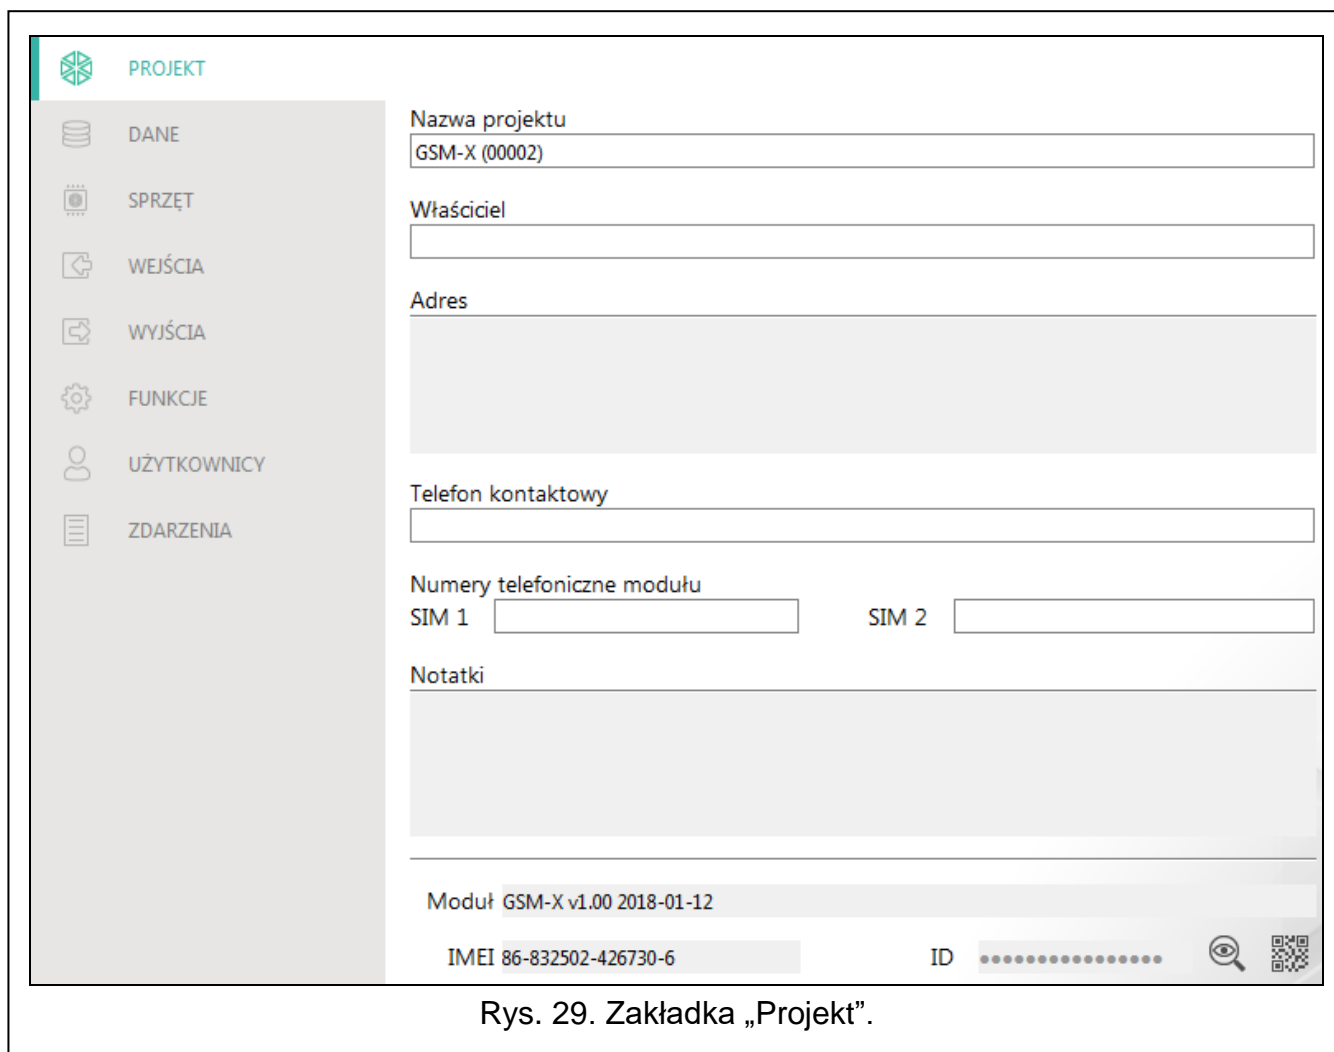 PROJEKT
DANE
SPRZĘT
WEJŚCIA
WYJŚCIA
FUNKCJE
UŻYTKOWNICY
ZDARZENIA
Nazwa projektu
GSM-X (00002)
Właściciel
Adres
Telefon kontaktowy
Numery telefoniczne modułu
SIM 1 SIM 2
Notatki
Moduł GSM-X v1.00 2018-01-12
IMEI 86-832502-426730-6 ID ••••••••••••••••
Rys. 29. Zakładka „Projekt”.